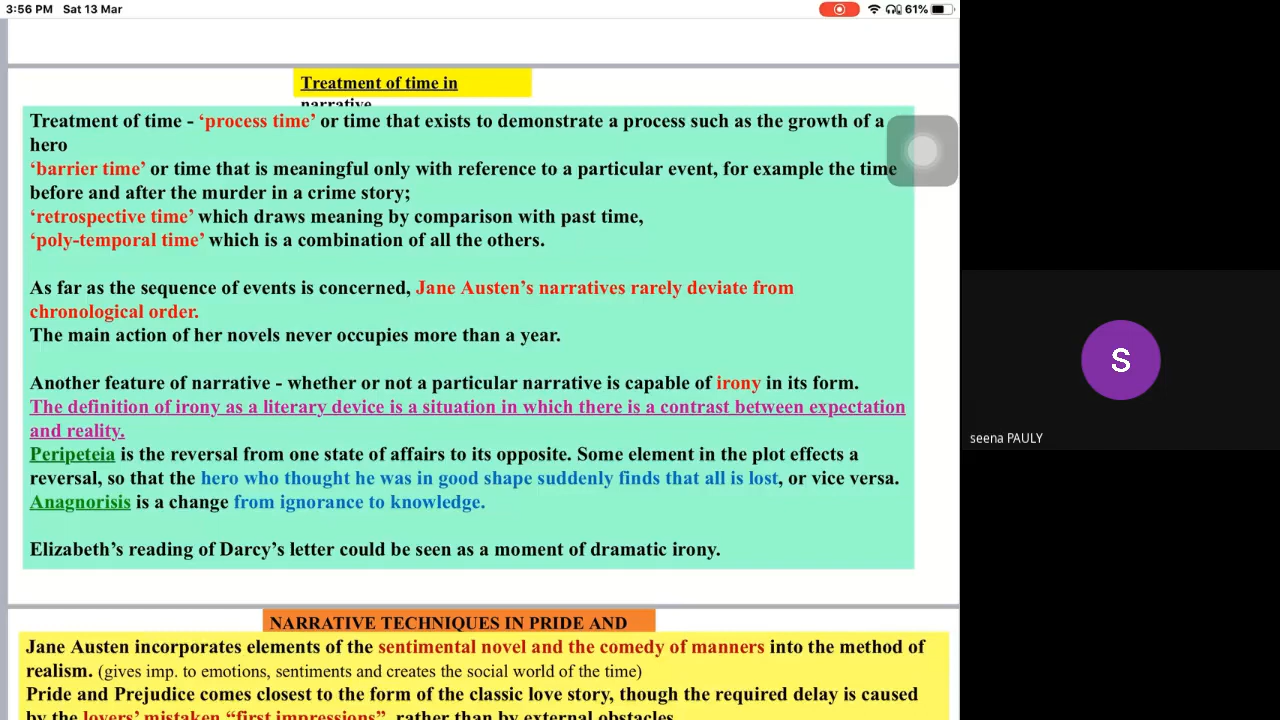 3:56 PM Sat 13 Mar
61%
Treatment of time in
narrative
Treatment of time - ‘process time’ or time that exists to demonstrate a process such as the growth of a
hero
‘barrier time’ or time that is meaningful only with reference to a particular event, for example the time
before and after the murder in a crime story;
‘retrospective time’ which draws meaning by comparison with past time,
‘poly-temporal time’ which is a combination of all the others.
As far as the sequence of events is concerned, Jane Austen’s narratives rarely deviate from
chronological order.
The main action of her novels never occupies more than a year.
Another feature of narrative - whether or not a particular narrative is capable of irony in its form.
The definition of irony as a literary device is a situation in which there is a contrast between expectation
and reality.
Peripeteia is the reversal from one state of affairs to its opposite. Some element in the plot effects a
reversal, so that the hero who thought he was in good shape suddenly finds that all is lost, or vice versa.
Anagnorisis is a change from ignorance to knowledge.
Elizabeth’s reading of Darcy’s letter could be seen as a moment of dramatic irony.
NARRATIVE TECHNIQUES IN PRIDE AND
Jane Austen incorporates elements of the sentimental novel and the comedy of manners into the method of
realism. (gives imp. to emotions, sentiments and creates the social world of the time)
Pride and Prejudice comes closest to the form of the classic love story, though the required delay is caused
by the lovers’ mistaken “first impressions”, rather than by external obstacles
S
seena PAULY